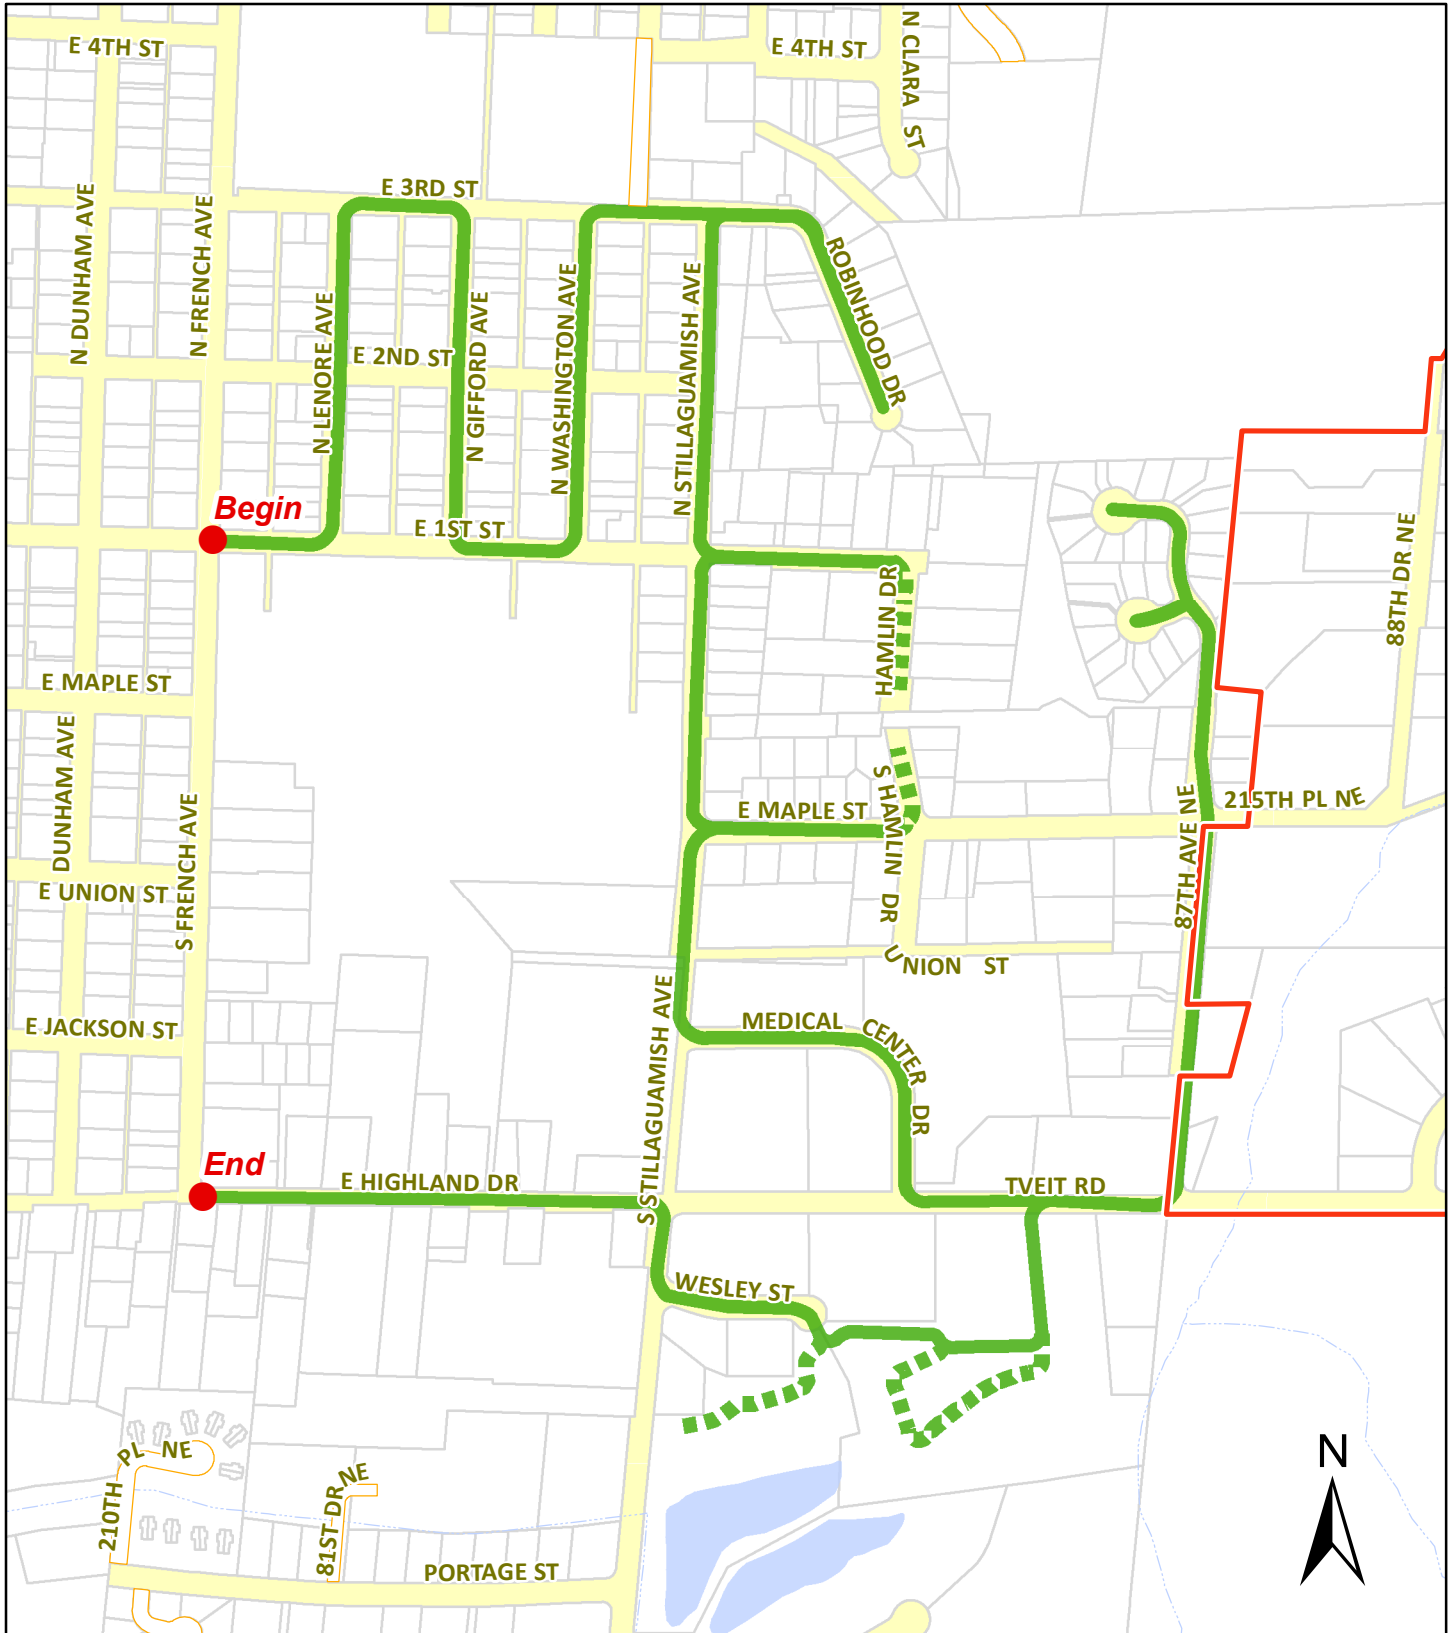 E 4TH ST
E 4TH ST
N CLARA ST
E 3RD ST
N DUNHAM AVE
N FRENCH AVE
ROBINHOOD DR
N LENORE AVE
N GIFFORD AVE
N WASHINGTON AVE
N STILLAGUAMISH AVE
E 2ND ST
Begin
E 1ST ST
88TH DR NE
HAMLIN DR
E MAPLE ST
DUNHAM AVE
S FRENCH AVE
E MAPLE ST
S HAMLIN DR
215TH PL NE
87TH AVE NE
E UNION ST
UNION ST
E JACKSON ST
MEDICAL CENTER DR
S STILLAGUAMISH AVE
End
E HIGHLAND DR
TVEIT RD
WESLEY ST
N
210TH PL NE
81ST DR NE
PORTAGE ST